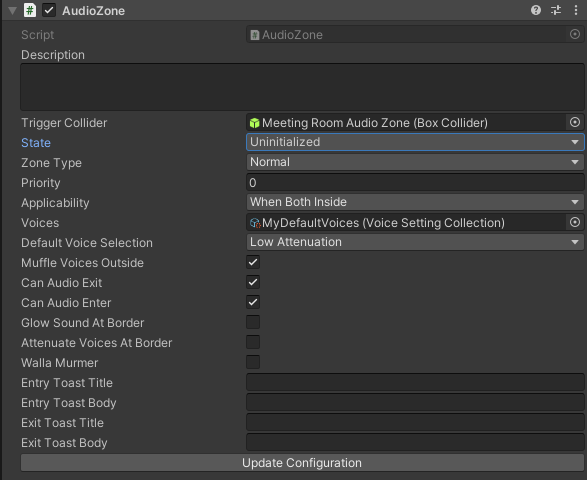 # AudioZone
Script # AudioZone
Description
Trigger Collider Meeting Room Audio Zone (Box Collider)
State Uninitialized
Zone Type Normal
Priority 0
Applicability When Both Inside
Voices MyDefaultVoices (Voice Setting Collection)
Default Voice Selection Low Attenuation
Muffle Voices Outside
Can Audio Exit
Can Audio Enter
Glow Sound At Border
Attenuate Voices At Border
Walla Murmer
Entry Toast Title
Entry Toast Body
Exit Toast Title
Exit Toast Body
Update Configuration